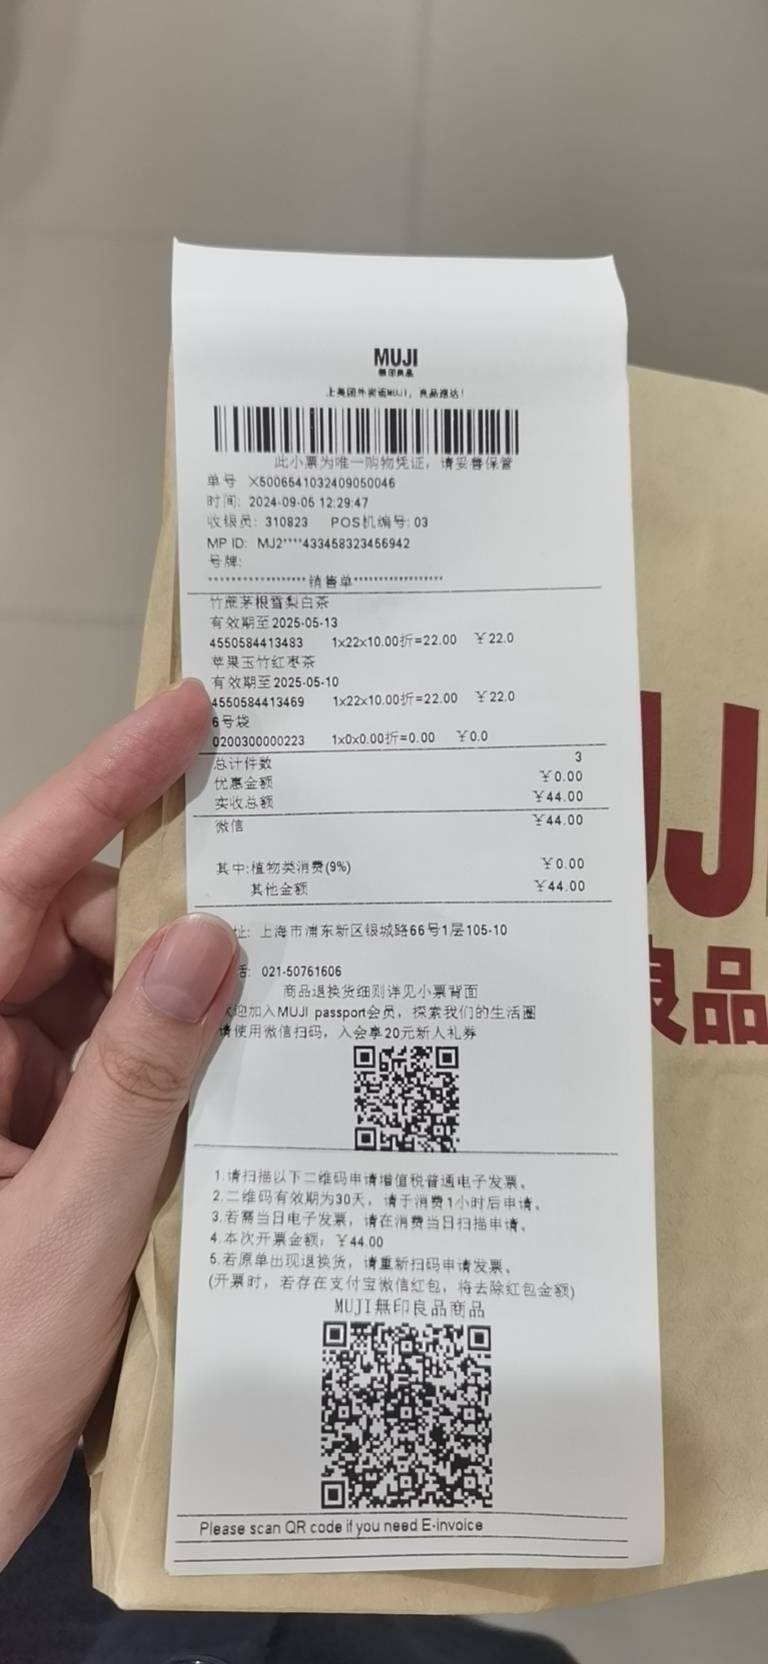 MUJI
無印良品
上美团外卖逛MUJI，良品速达！
此小票为唯一购物凭证，请妥善保管
单号 X5006541032409050046
时间: 2024-09-05 12:29:47
收银员: 310823 POS机编号: 03
MP ID: MJ2****433458323456942
号牌:
******************销售单*****************
竹蔗茅根雪梨白茶
有效期至2025-05-13
4550584413483 1x22x10.00折=22.00 ￥22.0
苹果玉竹红枣茶
有效期至2025-05-10
4550584413469 1x22x10.00折=22.00 ￥22.0
6号袋
0200300000223 1x0x0.00折=0.00 ￥0.0
总计件数 3
优惠金额 ￥0.00
实收总额 ￥44.00
微信 ￥44.00
其中:植物类消费(9%) ￥0.00
其他金额 ￥44.00
址: 上海市浦东新区银城路66号1层105-10
话: 021-50761606
商品退换货细则详见小票背面
欢迎加入MUJI passport会员，探索我们的生活圈
请使用微信扫码，入会享20元新人礼券
1.请扫描以下二维码申请增值税普通电子发票。
2.二维码有效期为30天，请于消费1小时后申请。
3.若需当日电子发票，请在消费当日扫描申请。
4.本次开票金额: ￥44.00
5.若原单出现退换货，请重新扫码申请发票。
(开票时，若存在支付宝微信红包，将去除红包金额)
MUJI無印良品商品
Please scan QR code if you need E-invoice
UJI
良品